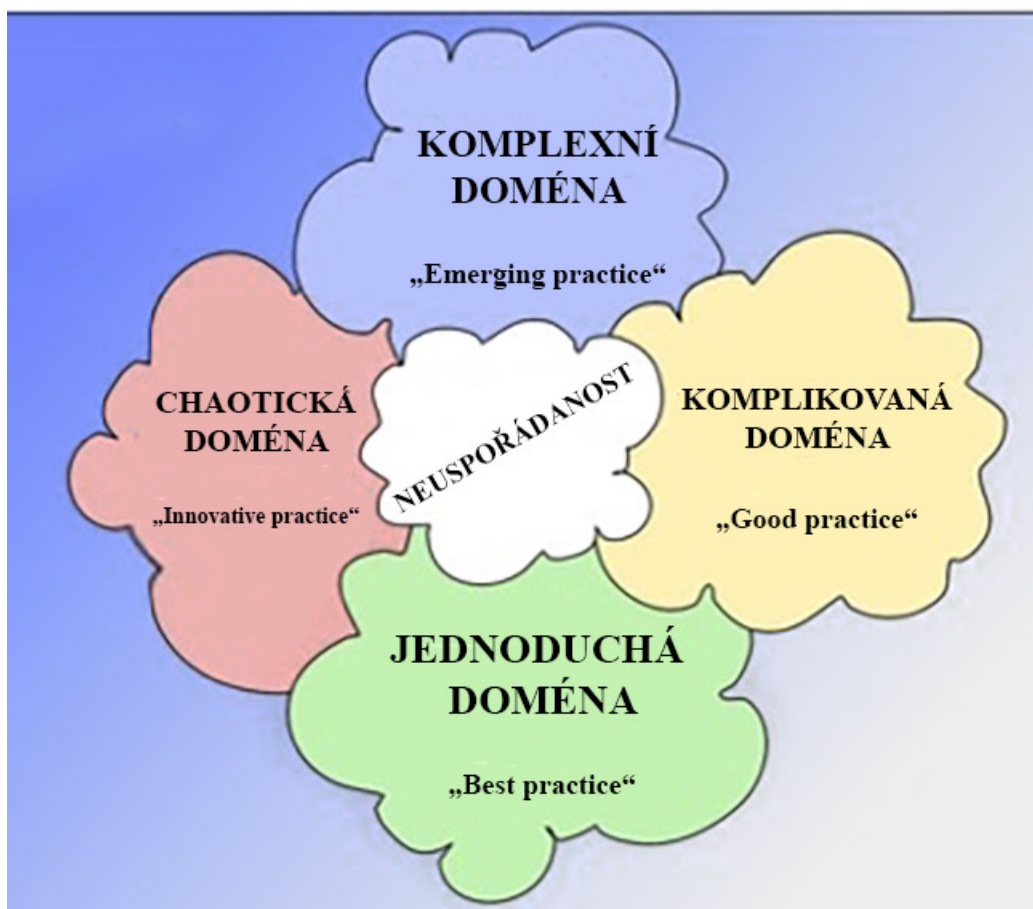 KOMPLEXNÍ
DOMÉNA
„Emerging practice“
CHAOTICKÁ
DOMÉNA
„Innovative practice“
NEUSPOŘÁDANOST
KOMPLIKOVANÁ
DOMÉNA
„Good practice“
JEDNODUCHÁ
DOMÉNA
„Best practice“